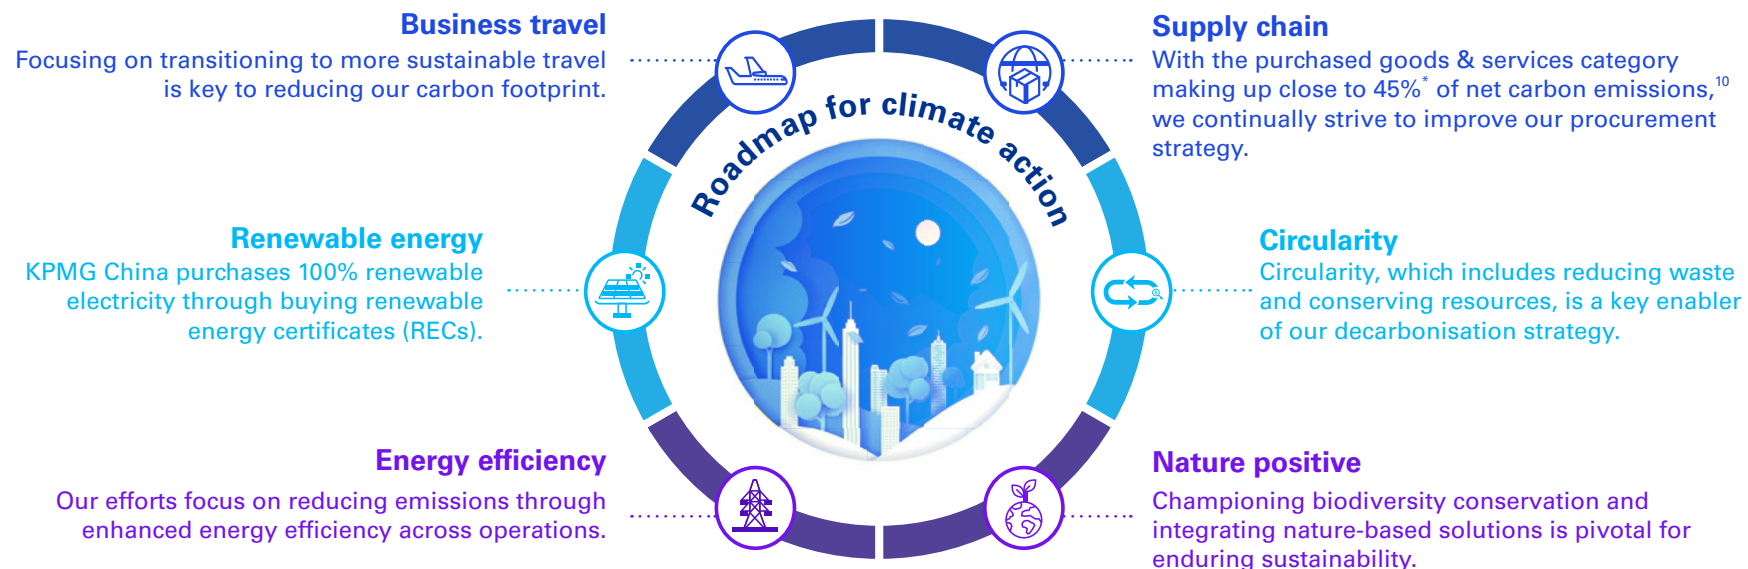 Business travel
Focusing on transitioning to more sustainable travel
is key to reducing our carbon footprint.
Supply chain
With the purchased goods & services category
making up close to 45%* of net carbon emissions,10
we continually strive to improve our procurement
strategy.
Roadmap for climate action
Renewable energy
KPMG China purchases 100% renewable
electricity through buying renewable
energy certificates (RECs).
Circularity
Circularity, which includes reducing waste
and conserving resources, is a key enabler
of our decarbonisation strategy.
Energy efficiency
Our efforts focus on reducing emissions through
enhanced energy efficiency across operations.
Nature positive
Championing biodiversity conservation and
integrating nature-based solutions is pivotal for
enduring sustainability.